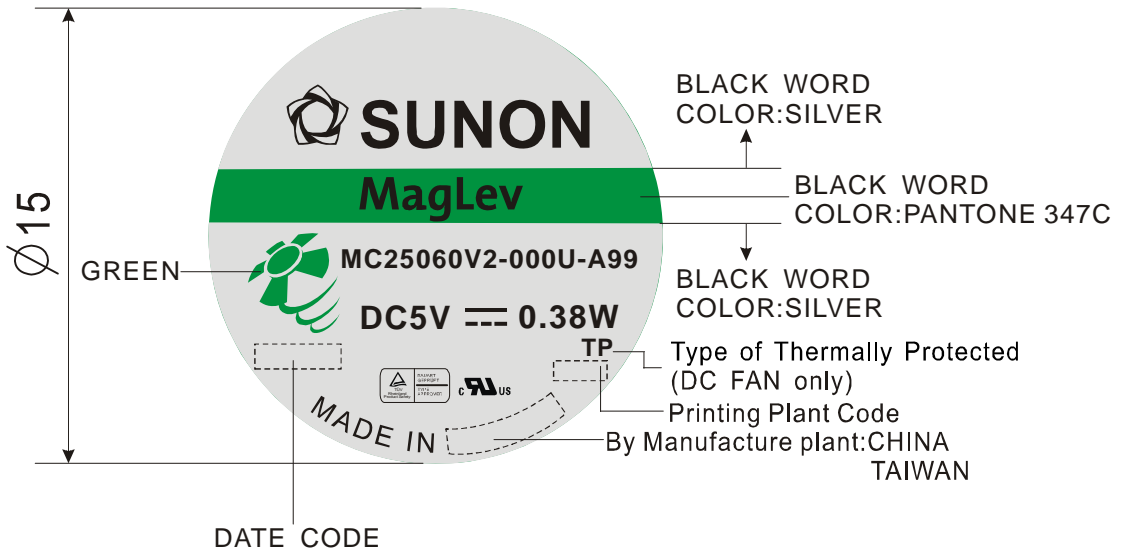 BLACK WORD
COLOR:SILVER
SUNON
MagLev
BLACK WORD
COLOR:PANTONE 347C
Ø15
GREEN
MC25060V2-000U-A99
BLACK WORD
COLOR:SILVER
DC5V 0.38W
TP
Type of Thermally Protected
(DC FAN only)
Printing Plant Code
c RU US
MADE IN
By Manufacture plant:CHINA
TAIWAN
DATE CODE